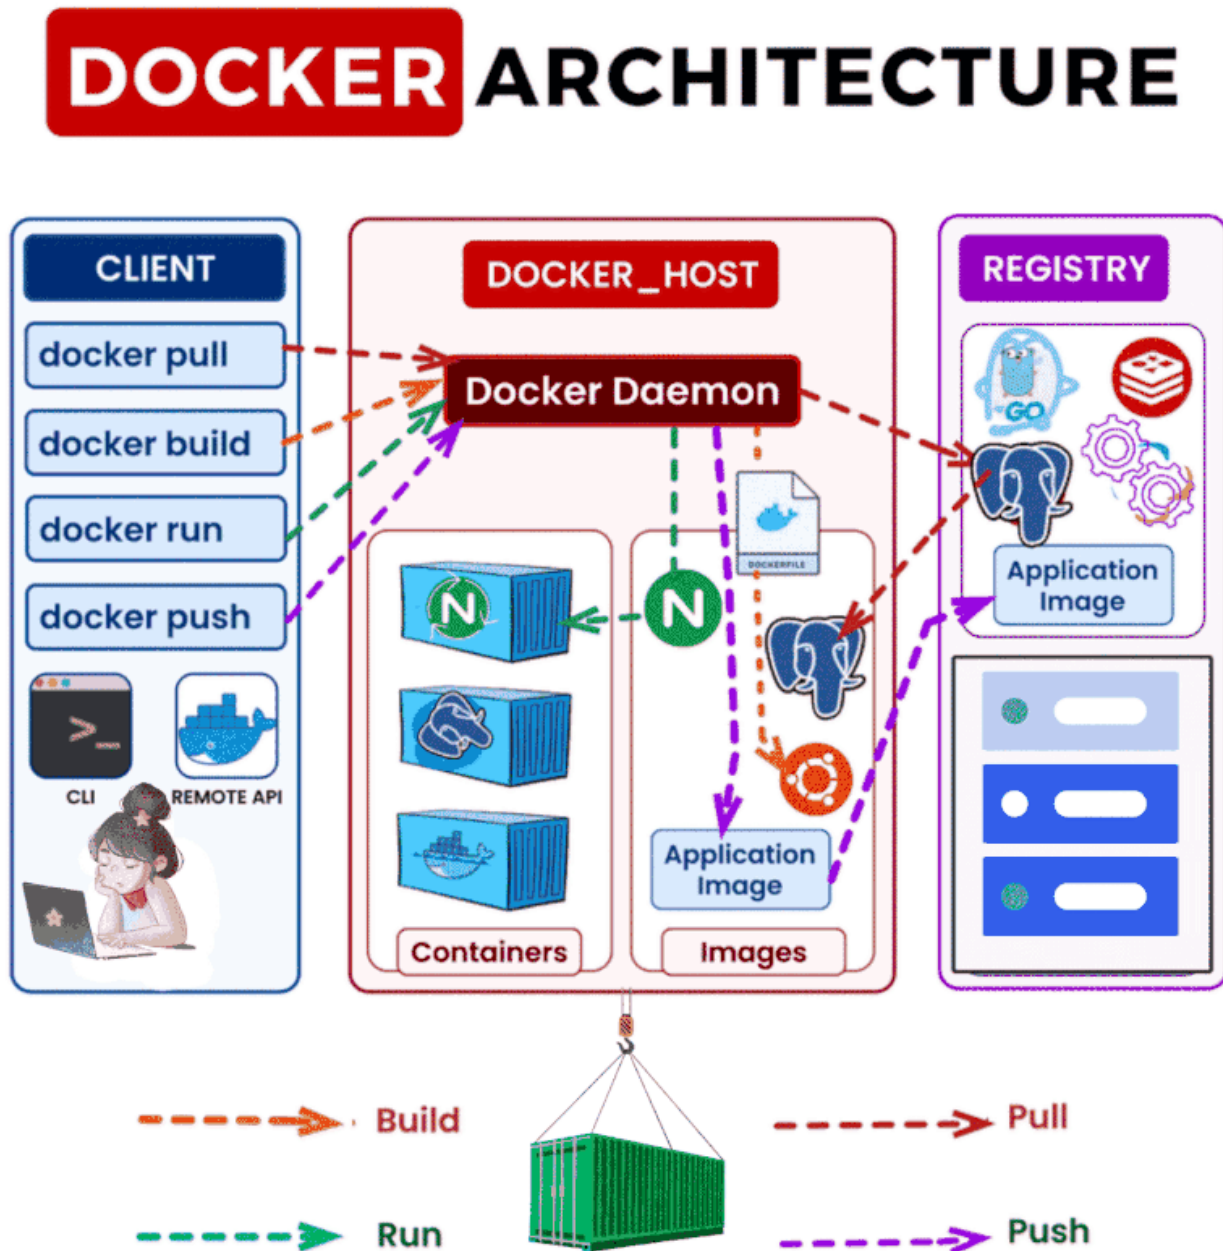 DOCKER ARCHITECTURE
CLIENT
docker pull
docker build
docker run
docker push
>_
CLI
REMOTE API
DOCKER_HOST
Docker Daemon
DOCKERFILE
N
N
Application
Image
Containers
Images
REGISTRY
GO
Application
Image
Build
Pull
Run
Push